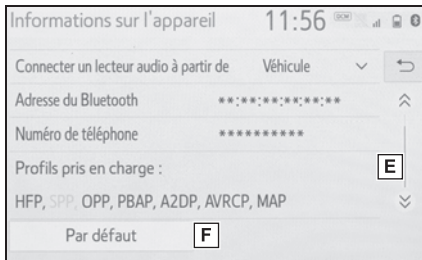 Informations sur l'appareil 11:56 DCM
Connecter un lecteur audio à partir de Véhicule
Adresse du Bluetooth **:**:**:**:**:**
Numéro de téléphone **********
Profils pris en charge :
E
HFP, SPP, OPP, PBAP, A2DP, AVRCP, MAP
Par défaut F